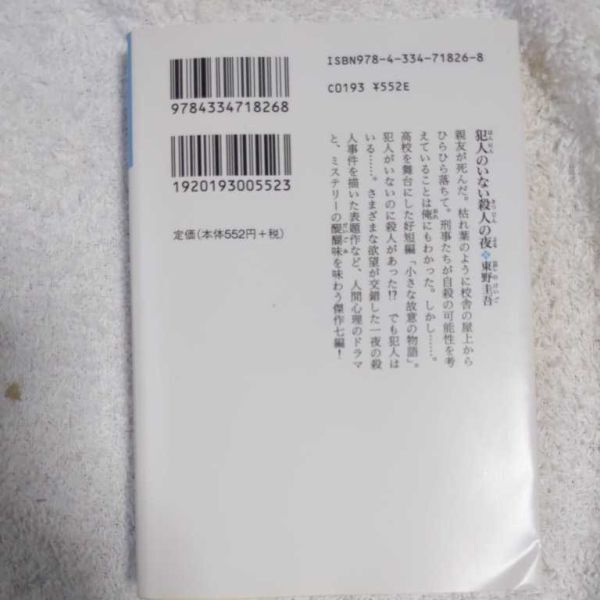 ISBN978-4-334-71826-8
C0193 ¥552E
9784334718268
1920193005523
定価(本体552円+税)
犯人のいない殺人の夜❖東野圭吾
親友が死んだ。枯れ葉のように校舎の屋上から
ひらひら落ちて。刑事たちが自殺の可能性を考
えていることは俺にもわかった。しかし……。
高校を舞台にした好短編「小さな故意の物語」。
犯人がいないのに殺人があった!? でも犯人は
いる……。さまざまな欲望が交錯した一夜の殺
人事件を描いた表題作など、人間心理のドラマ
と、ミステリーの醍醐味を味わう傑作七編！